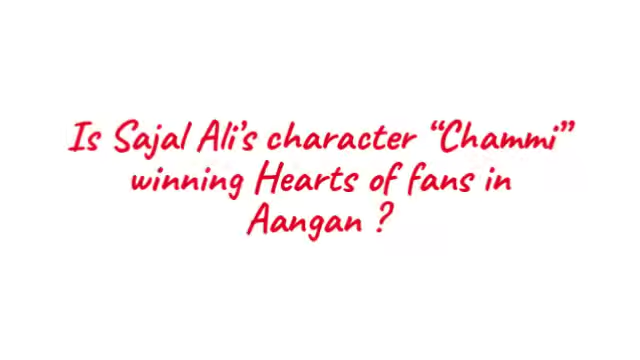 Is Sajal Ali's character “Chammi”
winning Hearts of fans in
Aangan ?